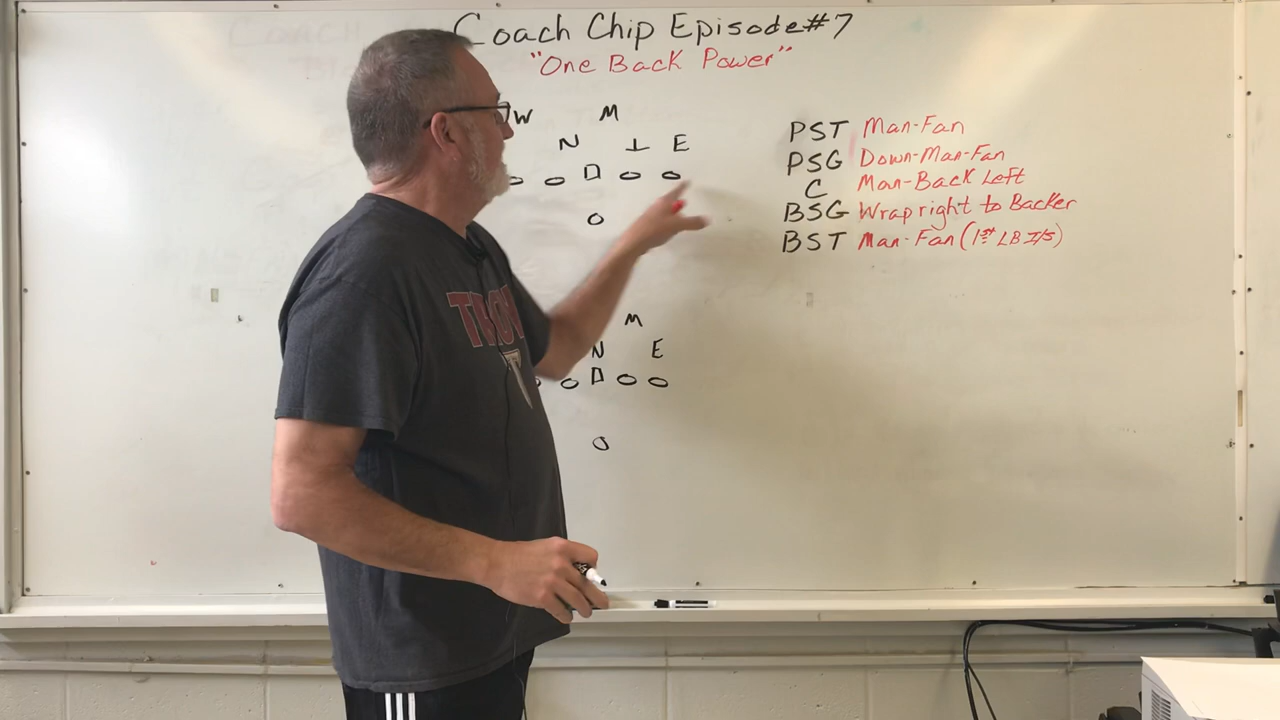 Coach Chip Episode #7
"One Back Power"
W M
N T E
PST Man-Fan
PSG Down-Man-Fan
C Man-Back Left
BSG Wrap right to Backer
BST Man-Fan (1st LB I/S)
M
N E